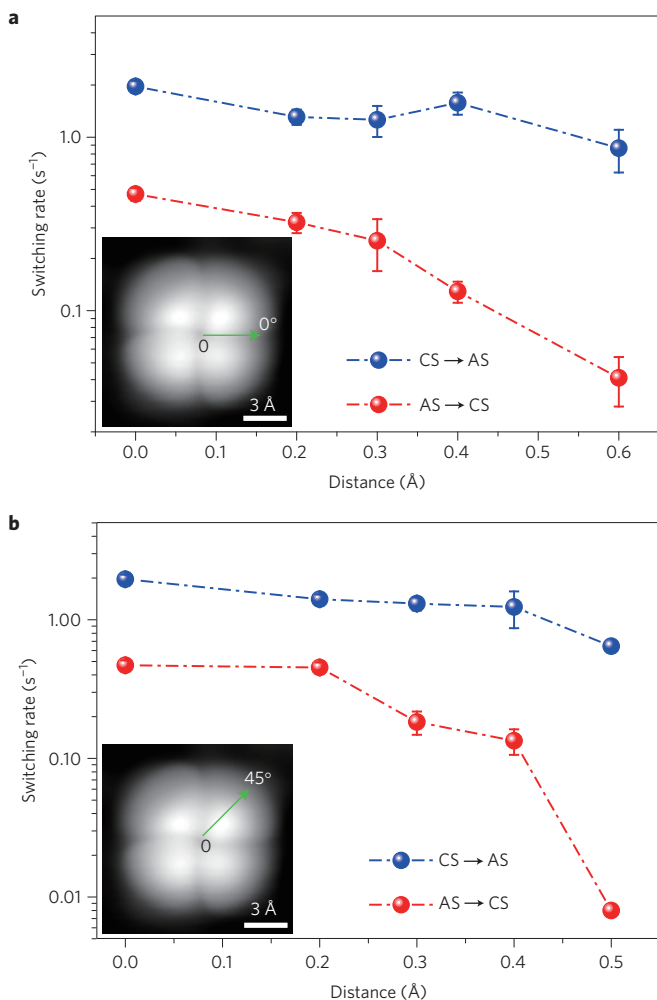 a
Switching rate (s⁻¹)
1.0
0.1
0
0°
3 Å
CS → AS
AS → CS
0.0 0.1 0.2 0.3 0.4 0.5 0.6
Distance (Å)
b
Switching rate (s⁻¹)
1.00
0.10
0.01
45°
0
3 Å
CS → AS
AS → CS
0.0 0.1 0.2 0.3 0.4 0.5
Distance (Å)